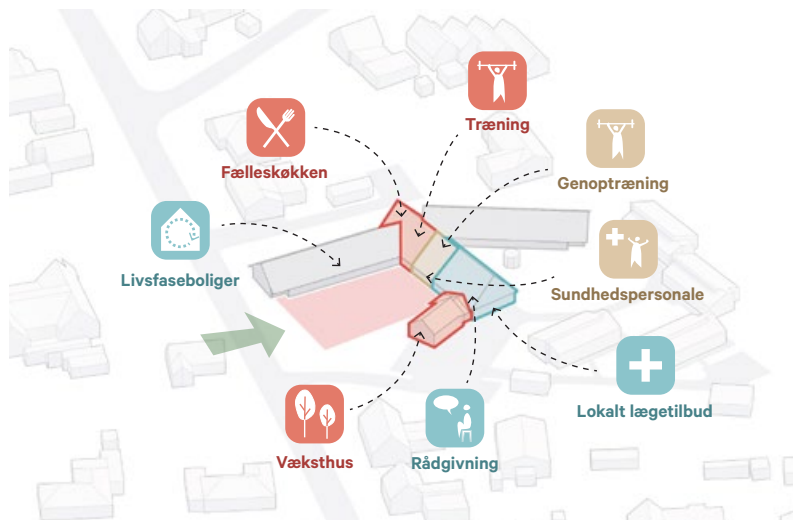 Træning
Fælleskøkken
Genoptræning
Livsfaseboliger
Sundhedspersonale
Lokalt lægetilbud
Væksthus
Rådgivning